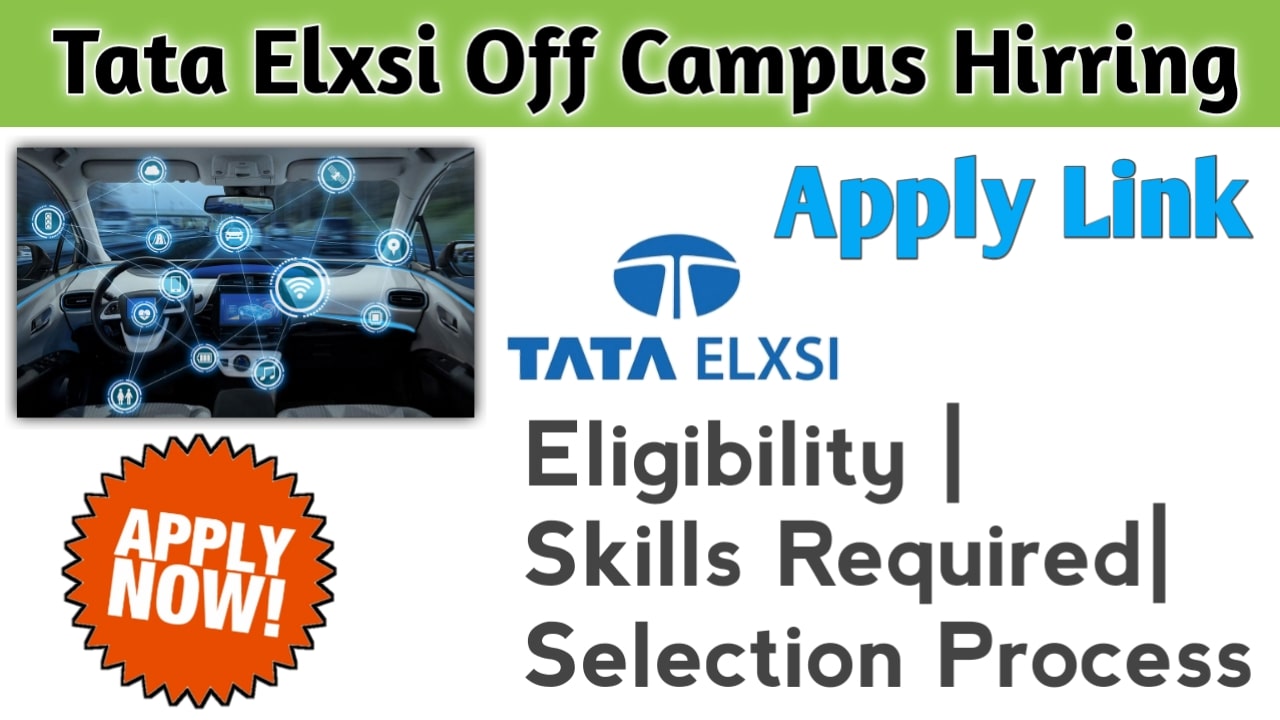 Tata Elxsi Off Campus Hirring
Apply Link
TATA ELXSI
Eligibility |
Skills Required|
Selection Process
APPLY
NOW!